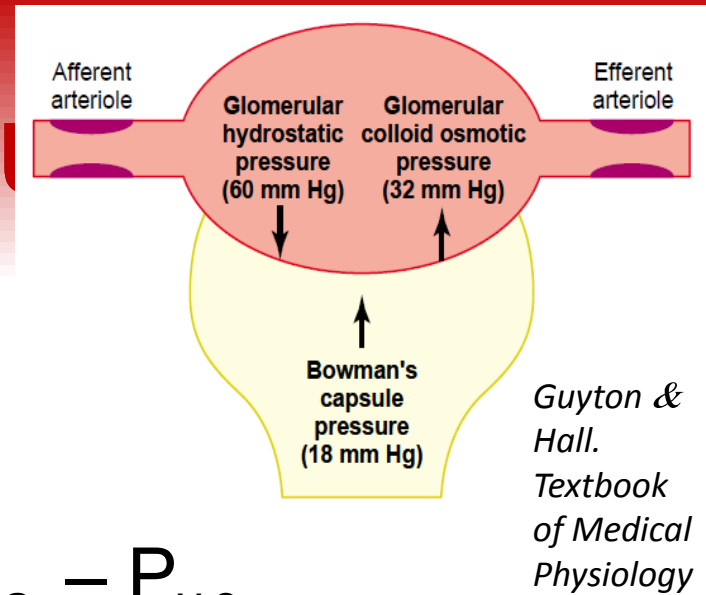 Afferent
arteriole
Efferent
arteriole
Glomerular
hydrostatic
pressure
(60 mm Hg)
Glomerular
colloid osmotic
pressure
(32 mm Hg)
Bowman's
capsule
pressure
(18 mm Hg)
Guyton &
Hall.
Textbook
of Medical
Physiology
– P